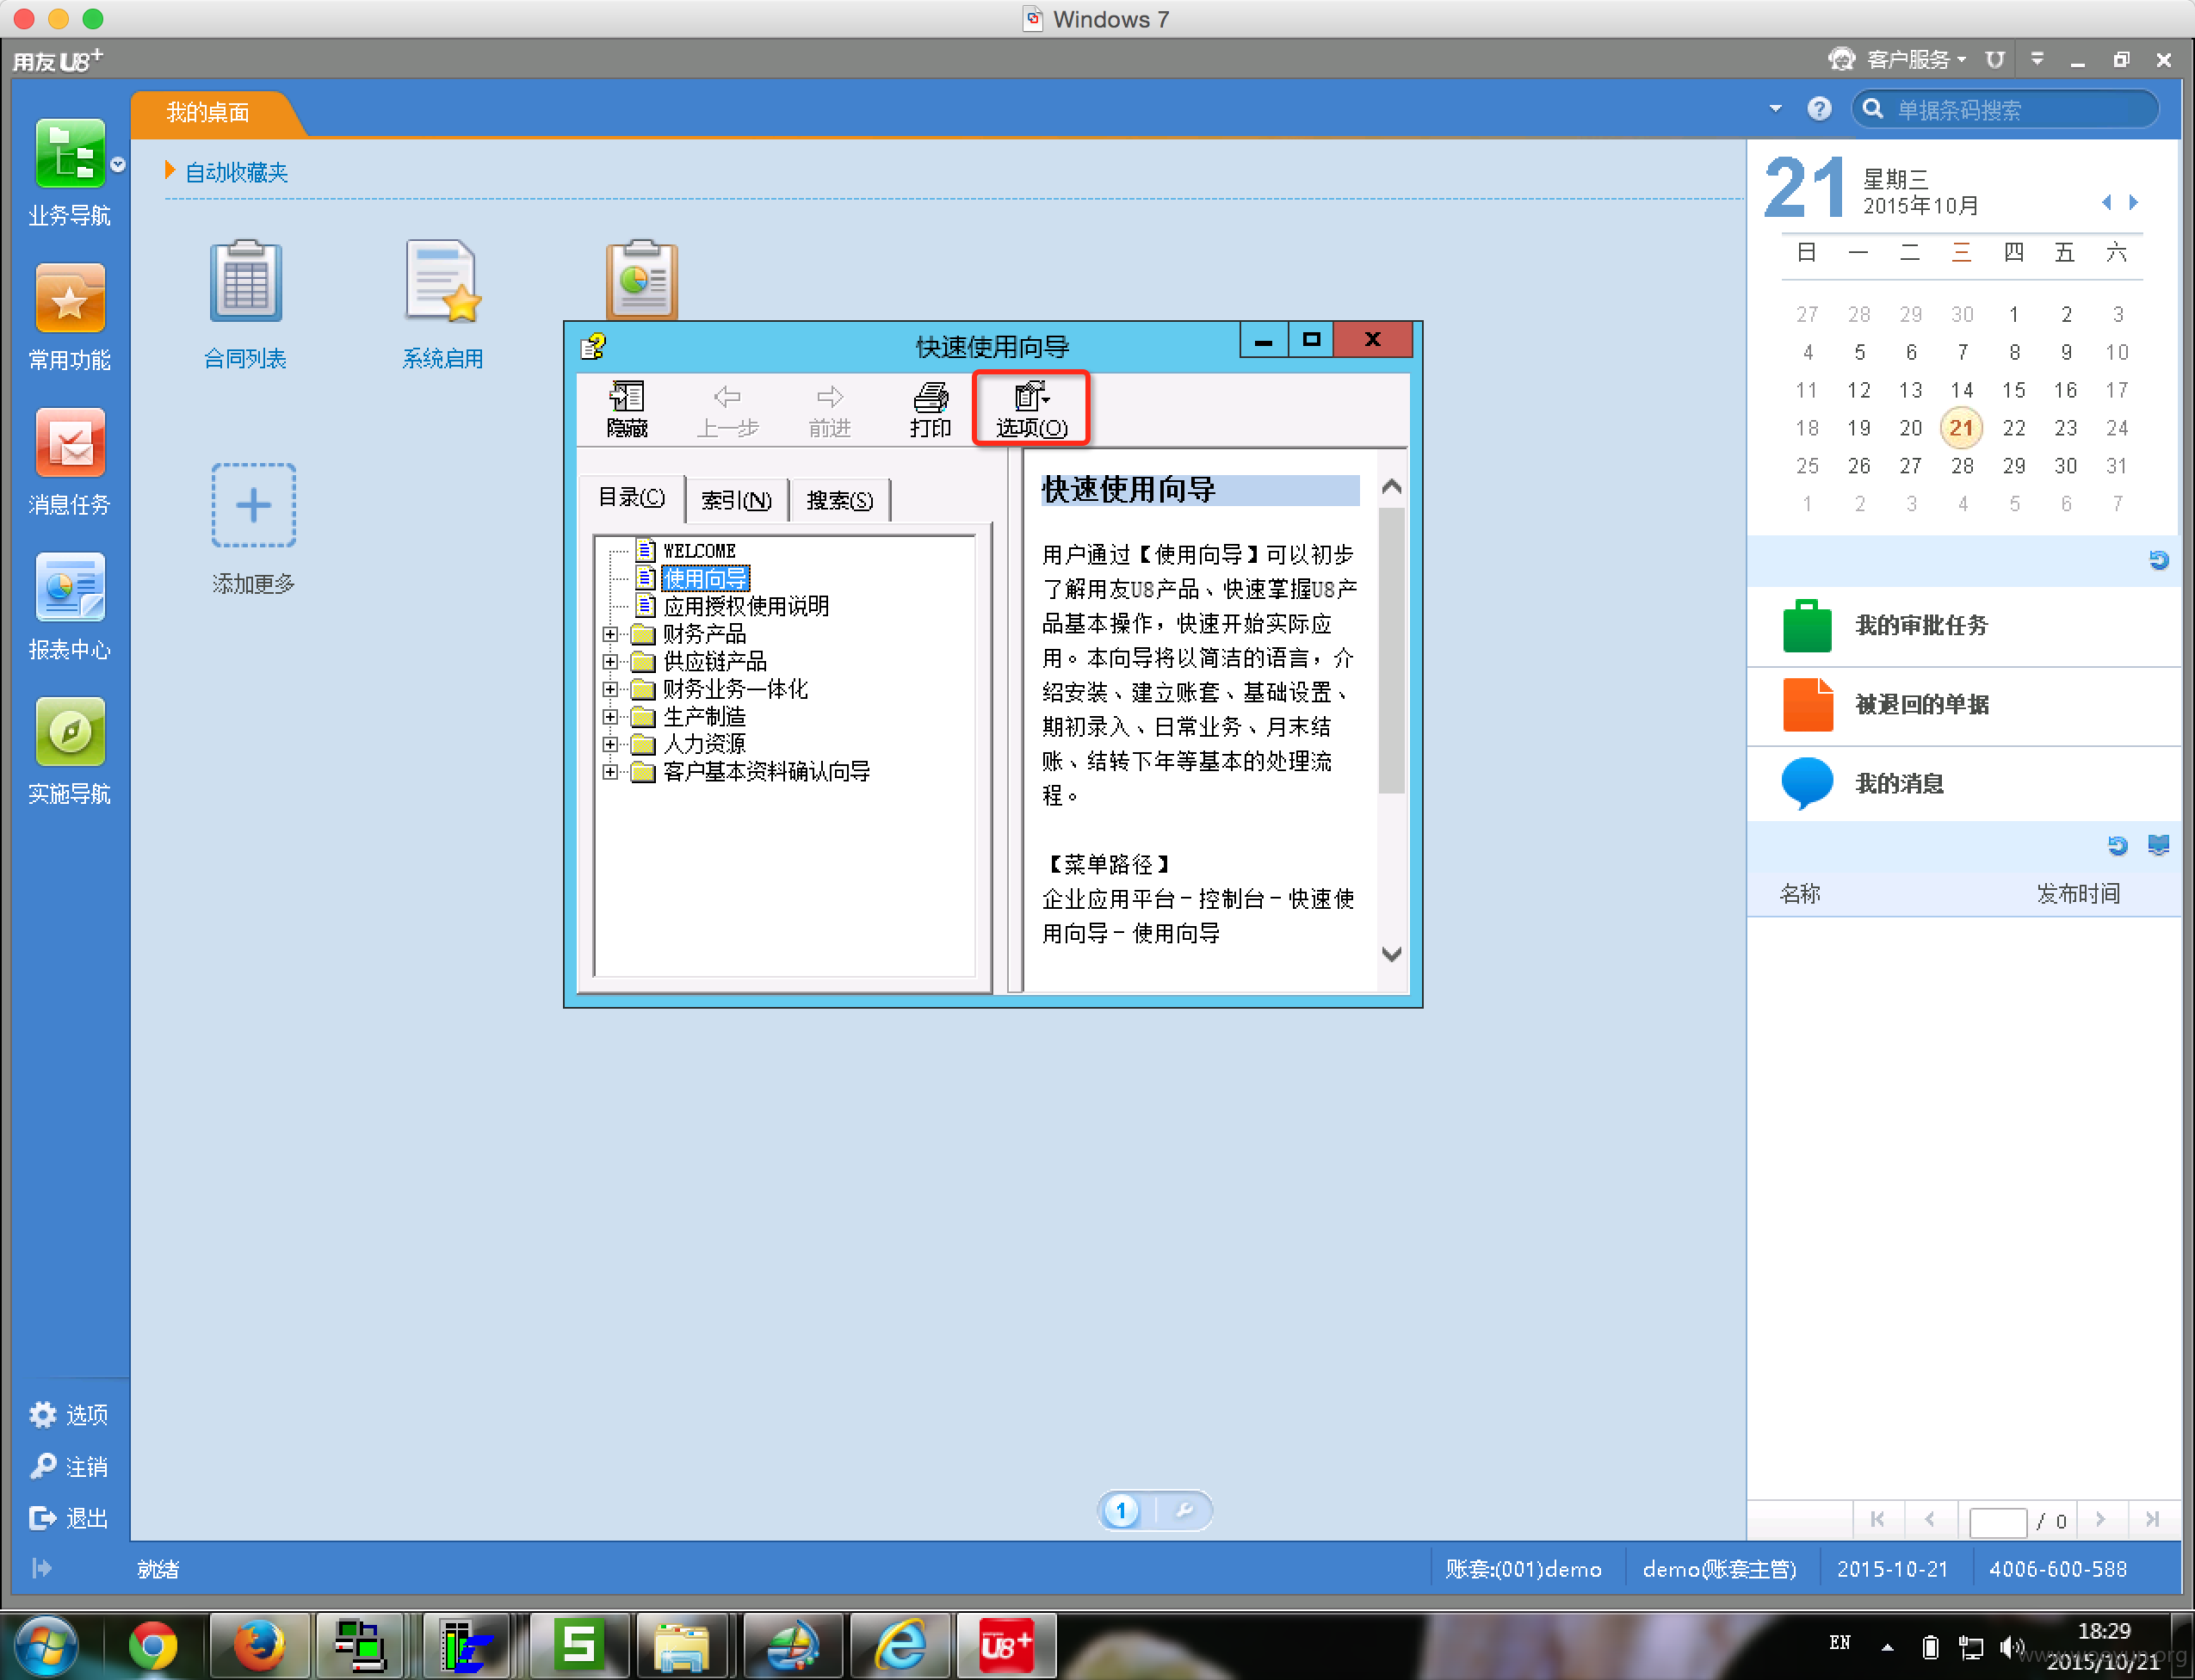 Windows 7
用友 U8+
客户服务
我的桌面
单据条码搜索
业务导航
常用功能
消息任务
报表中心
实施导航
自动收藏夹
合同列表
系统启用
添加更多
快速使用向导
隐藏
上一步
前进
打印
选项(O)
目录(C)
索引(N)
搜索(S)
WELCOME
使用向导
应用授权使用说明
财务产品
供应链产品
财务业务一体化
生产制造
人力资源
客户基本资料确认向导
快速使用向导
用户通过【使用向导】可以初步
了解用友U8产品、快速掌握U8产
品基本操作，快速开始实际应
用。本向导将以简洁的语言，介
绍安装、建立账套、基础设置、
期初录入、日常业务、月末结
账、结转下年等基本的处理流
程。
【菜单路径】
企业应用平台－控制台－快速使
用向导－使用向导
21
星期三
2015年10月
日 一 二 三 四 五 六
27 28 29 30 1 2 3
4 5 6 7 8 9 10
11 12 13 14 15 16 17
18 19 20 21 22 23 24
25 26 27 28 29 30 31
1 2 3 4 5 6 7
我的审批任务
被退回的单据
我的消息
名称 发布时间
/ 0
选项
注销
退出
1
就绪
账套:(001)demo
demo(账套主管)
2015-10-21
4006-600-588
S
U8+
EN
18:29
2015/10/21
www.wooyun.org